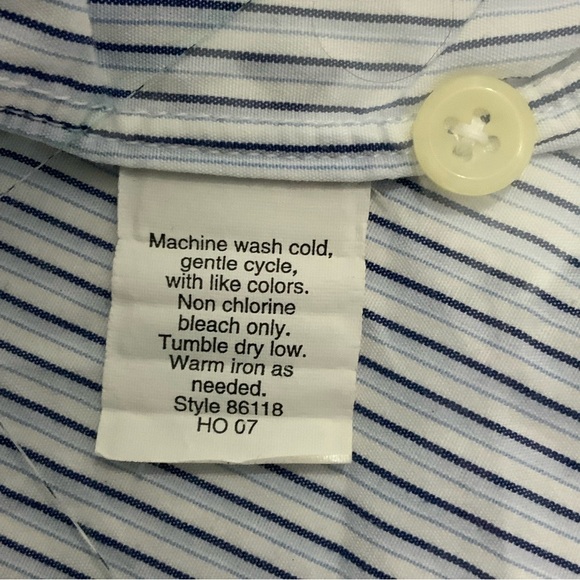 Machine wash cold,
gentle cycle,
with like colors.
Non chlorine
bleach only.
Tumble dry low.
Warm iron as
needed.
Style 86118
HO 07